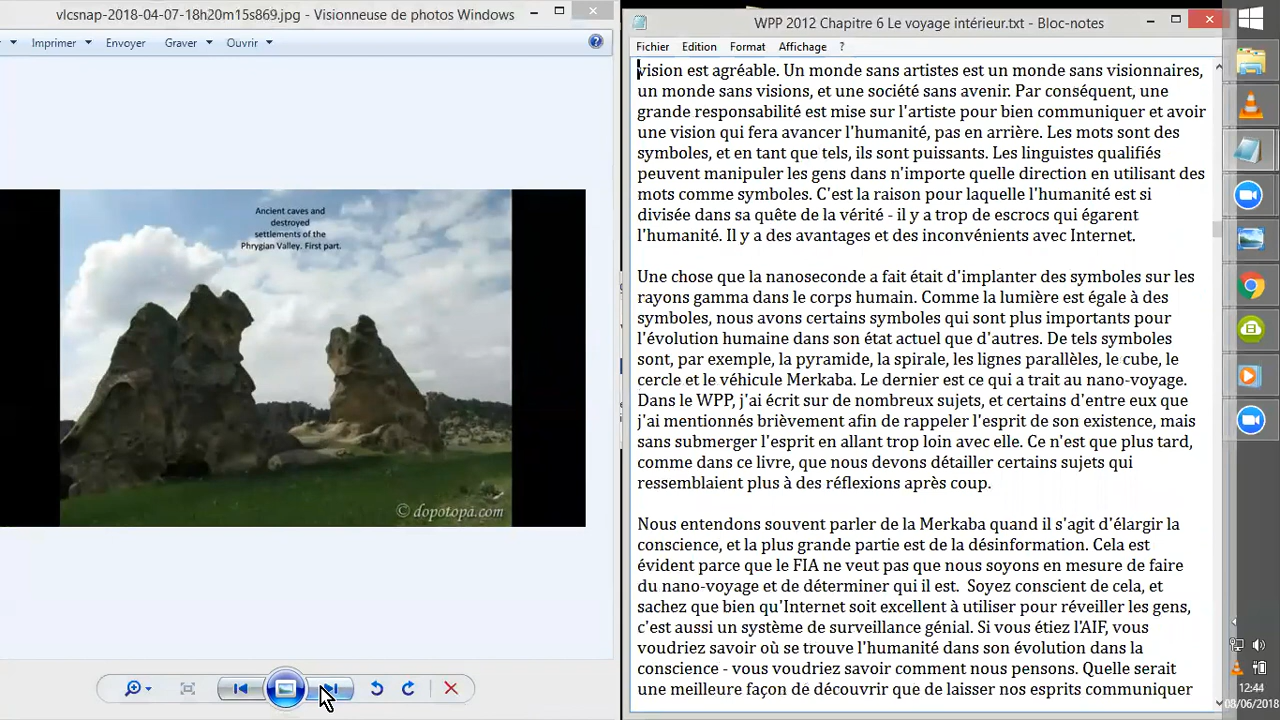 vlcsnap-2018-04-07-18h20m15s869.jpg - Visionneuse de photos Windows
Imprimer Envoyer Graver Ouvrir
Ancient caves and
destroyed
settlements of the
Phrygian Valley. First part.
© dopotopa.com
WPP 2012 Chapitre 6 Le voyage intérieur.txt - Bloc-notes
Fichier Edition Format Affichage ?
vision est agréable. Un monde sans artistes est un monde sans visionnaires,
un monde sans visions, et une société sans avenir. Par conséquent, une
grande responsabilité est mise sur l'artiste pour bien communiquer et avoir
une vision qui fera avancer l'humanité, pas en arrière. Les mots sont des
symboles, et en tant que tels, ils sont puissants. Les linguistes qualifiés
peuvent manipuler les gens dans n'importe quelle direction en utilisant des
mots comme symboles. C'est la raison pour laquelle l'humanité est si
divisée dans sa quête de la vérité - il y a trop de escrocs qui égarent
l'humanité. Il y a des avantages et des inconvénients avec Internet.
Une chose que la nanoseconde a fait était d'implanter des symboles sur les
rayons gamma dans le corps humain. Comme la lumière est égale à des
symboles, nous avons certains symboles qui sont plus importants pour
l'évolution humaine dans son état actuel que d'autres. De tels symboles
sont, par exemple, la pyramide, la spirale, les lignes parallèles, le cube, le
cercle et le véhicule Merkaba. Le dernier est ce qui a trait au nano-voyage.
Dans le WPP, j'ai écrit sur de nombreux sujets, et certains d'entre eux que
j'ai mentionnés brièvement afin de rappeler l'esprit de son existence, mais
sans submerger l'esprit en allant trop loin avec elle. Ce n'est que plus tard,
comme dans ce livre, que nous devons détailler certains sujets qui
ressemblaient plus à des réflexions après coup.
Nous entendons souvent parler de la Merkaba quand il s'agit d'élargir la
conscience, et la plus grande partie est de la désinformation. Cela est
évident parce que le FIA ne veut pas que nous soyons en mesure de faire
du nano-voyage et de déterminer qui il est.  Soyez conscient de cela, et
sachez que bien qu'Internet soit excellent à utiliser pour réveiller les gens,
c'est aussi un système de surveillance génial. Si vous étiez l'AIF, vous
voudriez savoir où se trouve l'humanité dans son évolution dans la
conscience - vous voudriez savoir comment nous pensons. Quelle serait
une meilleure façon de découvrir que de laisser nos esprits communiquer
12:44
08/06/2018